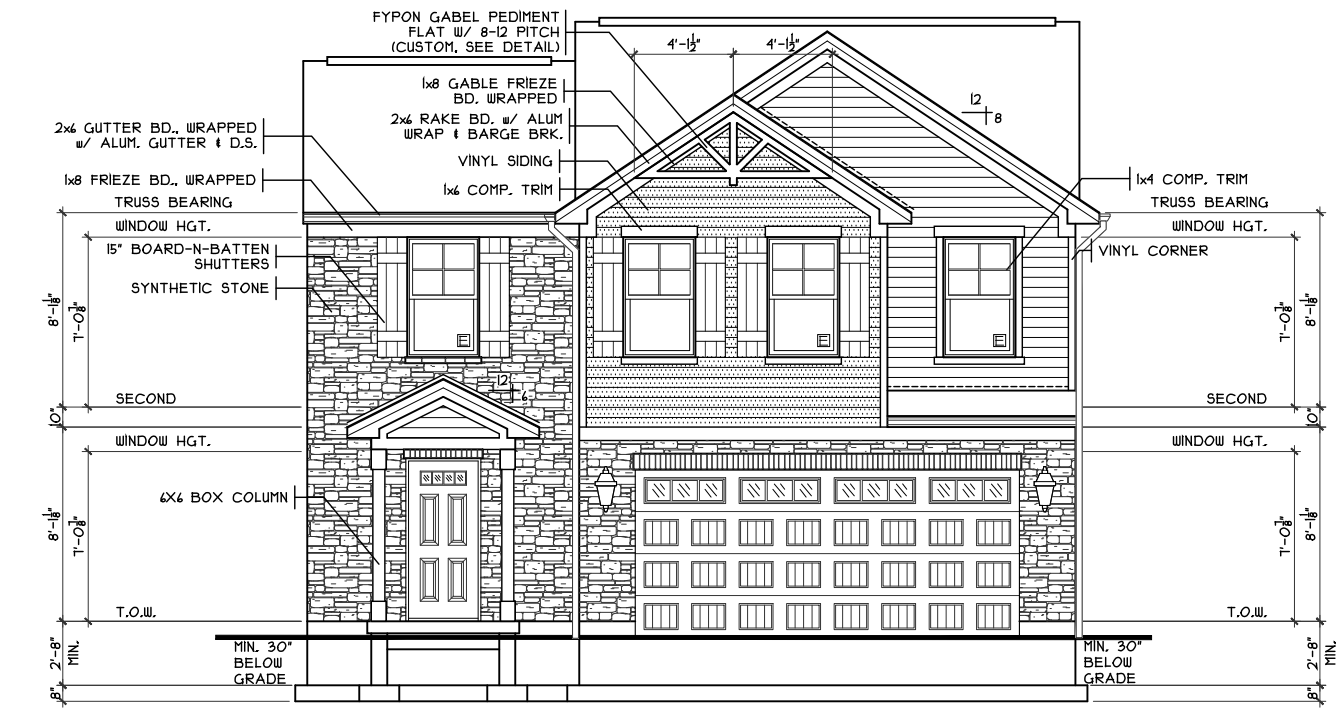 FYPON GABEL PEDIMENT
FLAT W/ 8-12 PITCH
(CUSTOM, SEE DETAIL)
4'-1½"
4'-1½"
1x8 GABLE FRIEZE
BD. WRAPPED
12
8
2x6 RAKE BD. w/ ALUM
WRAP & BARGE BRK.
2x6 GUTTER BD., WRAPPED
w/ ALUM. GUTTER & D.S.
VINYL SIDING
1x8 FRIEZE BD., WRAPPED
1x6 COMP. TRIM
1x4 COMP. TRIM
TRUSS BEARING
TRUSS BEARING
WINDOW HGT.
WINDOW HGT.
15" BOARD-N-BATTEN
SHUTTERS
VINYL CORNER
SYNTHETIC STONE
8'-1⅛"
7'-0⅞"
7'-0⅞"
8'-1⅛"
E
E
E
12
6
SECOND
SECOND
10"
10"
WINDOW HGT.
WINDOW HGT.
6X6 BOX COLUMN
8'-1⅛"
7'-0⅞"
7'-0⅞"
8'-1⅛"
T.O.W.
T.O.W.
2'-8"
MIN.
MIN. 30"
BELOW
GRADE
MIN. 30"
BELOW
GRADE
2'-8"
MIN.
8"
8"